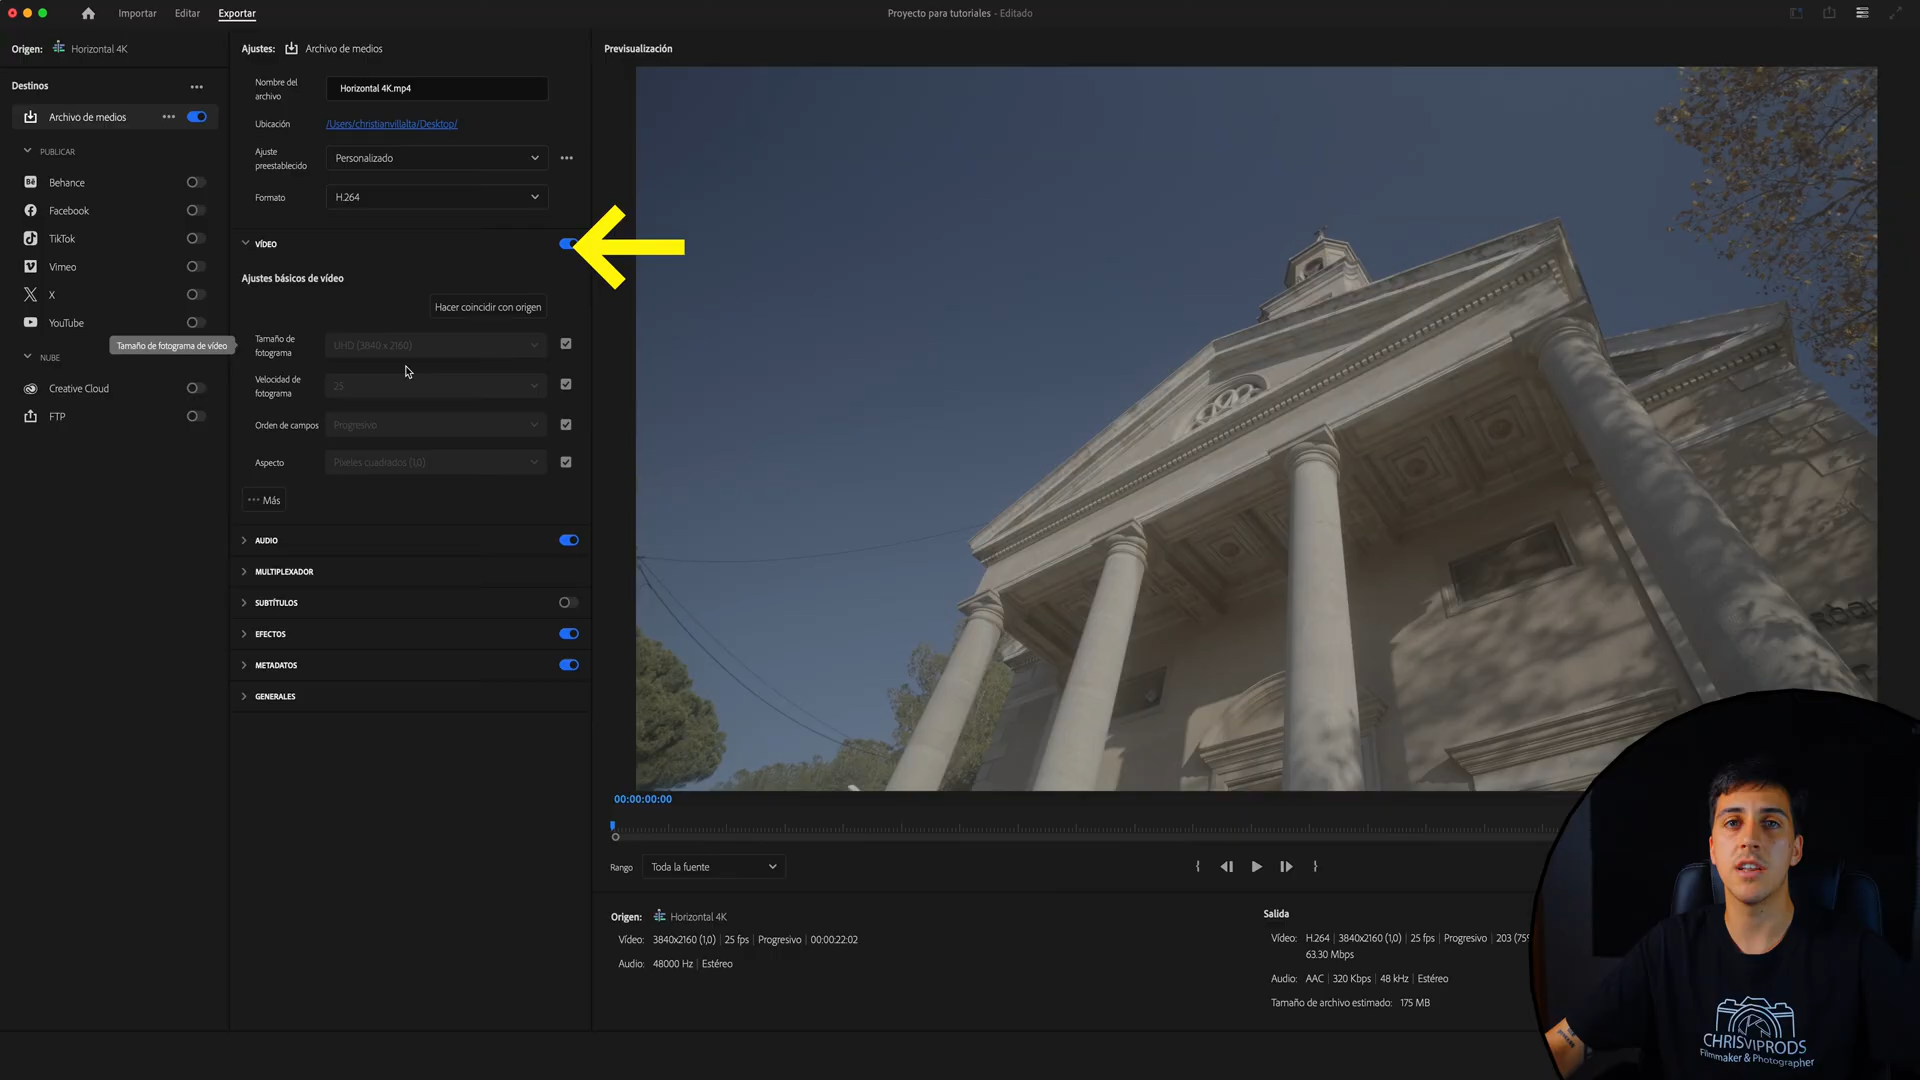 Importar
Editar
Exportar
Proyecto para tutoriales - Editado
Origen:
Horizontal 4K
Destinos
Archivo de medios
PUBLICAR
Behance
Facebook
TikTok
Vimeo
X
YouTube
NUBE
Creative Cloud
FTP
Tamaño de fotograma de vídeo
Ajustes:
Archivo de medios
Nombre del
archivo
Horizontal 4K.mp4
Ubicación
/Users/christianvillalta/Desktop/
Ajuste
preestablecido
Personalizado
Formato
H.264
VÍDEO
Ajustes básicos de vídeo
Hacer coincidir con origen
Tamaño de
fotograma
UHD (3840 x 2160)
Velocidad de
fotograma
25
Orden de campos
Progresivo
Aspecto
Píxeles cuadrados (1,0)
Más
AUDIO
MULTIPLEXADOR
SUBTÍTULOS
EFECTOS
METADATOS
GENERALES
Previsualización
00:00:00:00
Rango
Toda la fuente
Origen:
Horizontal 4K
Vídeo: 3840x2160 (1,0) | 25 fps | Progresivo | 00:00:22:02
Audio: 48000 Hz | Estéreo
Salida
Vídeo: H.264 | 3840x2160 (1,0) | 25 fps | Progresivo | 203 (75%
63.30 Mbps
Audio: AAC | 320 Kbps | 48 kHz | Estéreo
Tamaño de archivo estimado: 175 MB
CHRISVIPRODS
Filmmaker & Photographer